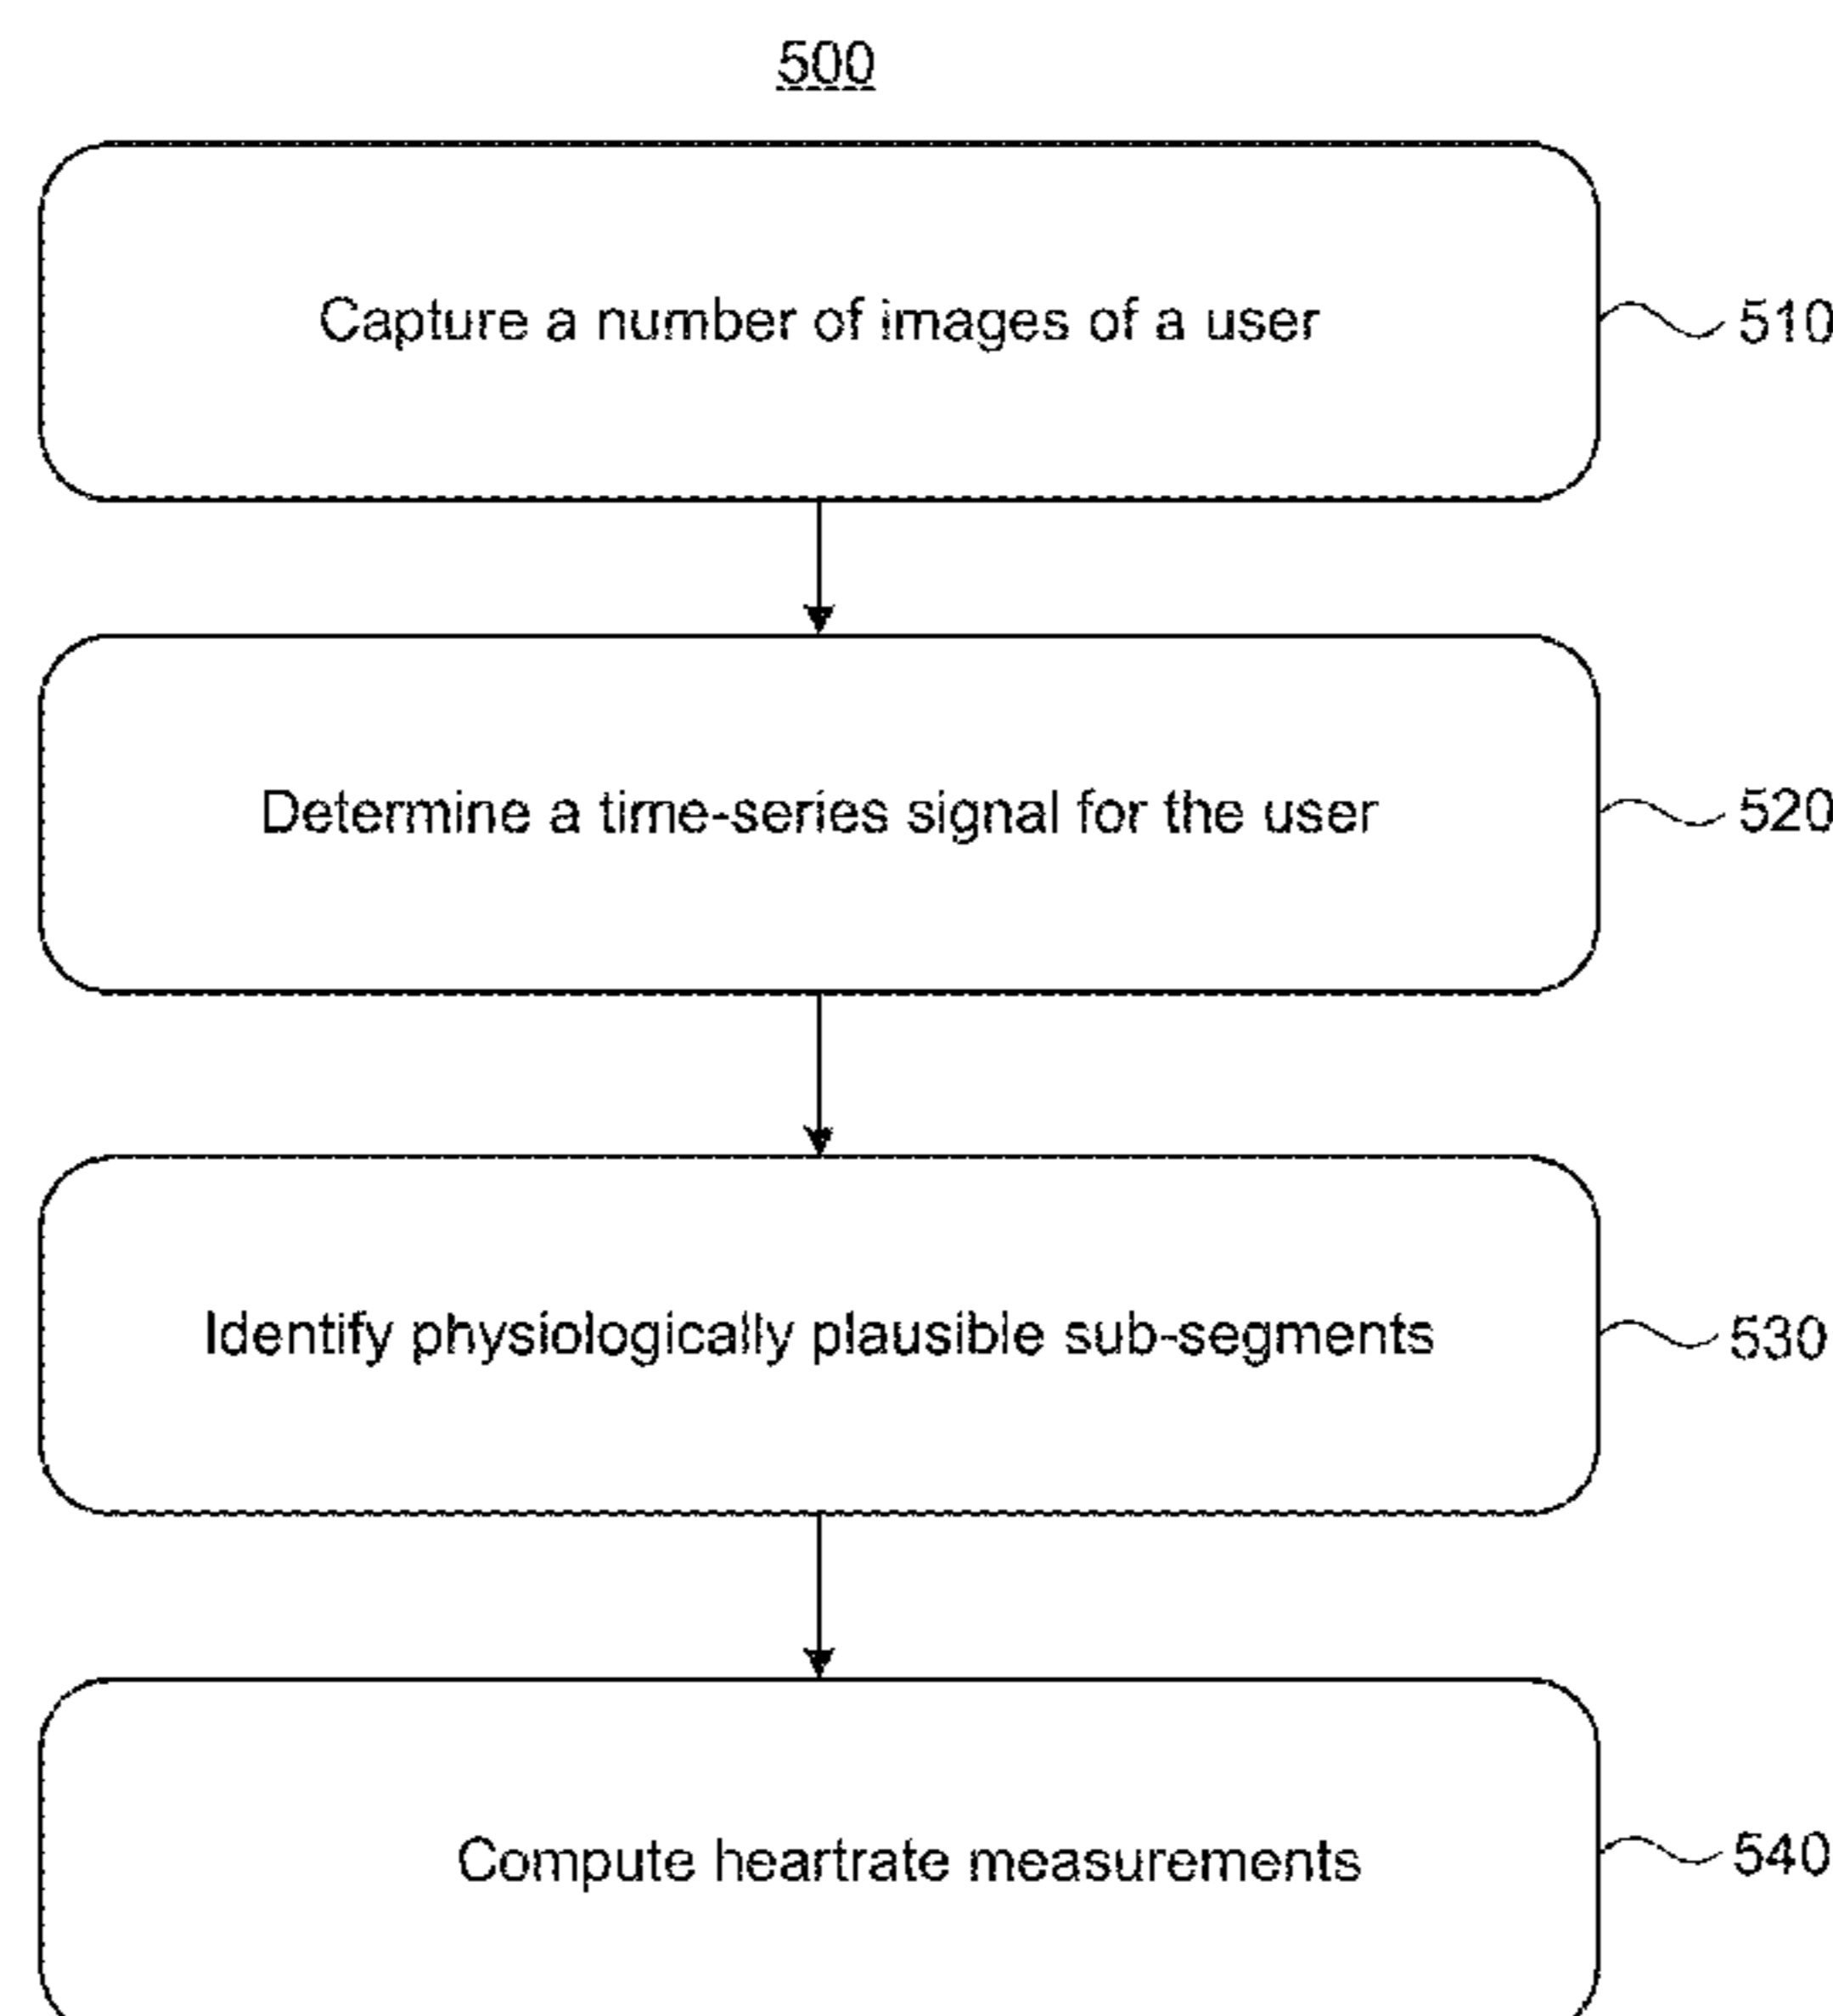 500
Capture a number of images of a user
510
Determine a time-series signal for the user
520
Identify physiologically plausible sub-segments
530
Compute heartrate measurements
540